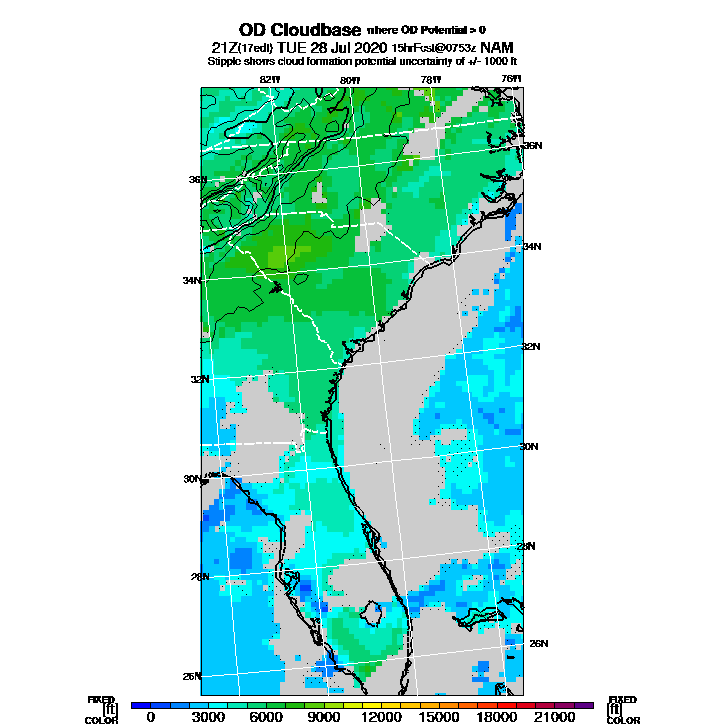 OD Cloudbase where OD Potential > 0
21Z(17edt) TUE 28 Jul 2020 15hrFcst@0753z NAM
Stipple shows cloud formation potential uncertainty of +/- 1000 ft
82W 80W 78W 76W
36N
36N
34N
34N
32N
32N
30N
30N
28N
28N
26N
26N
FIXED FIXED
[ft] [ft]
COLOR COLOR
0 3000 6000 9000 12000 15000 18000 21000